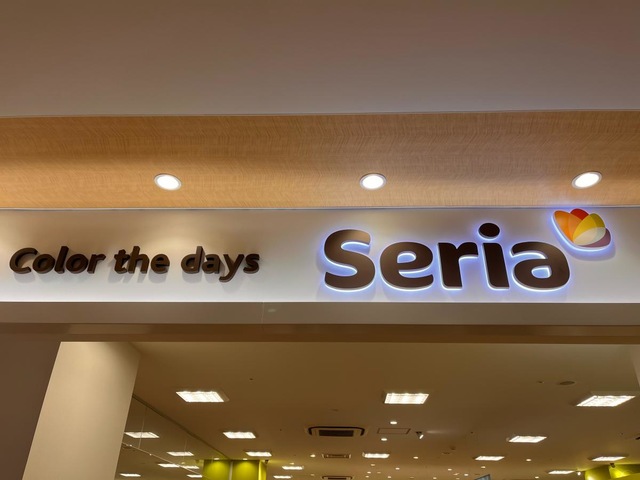 Color the days Seria